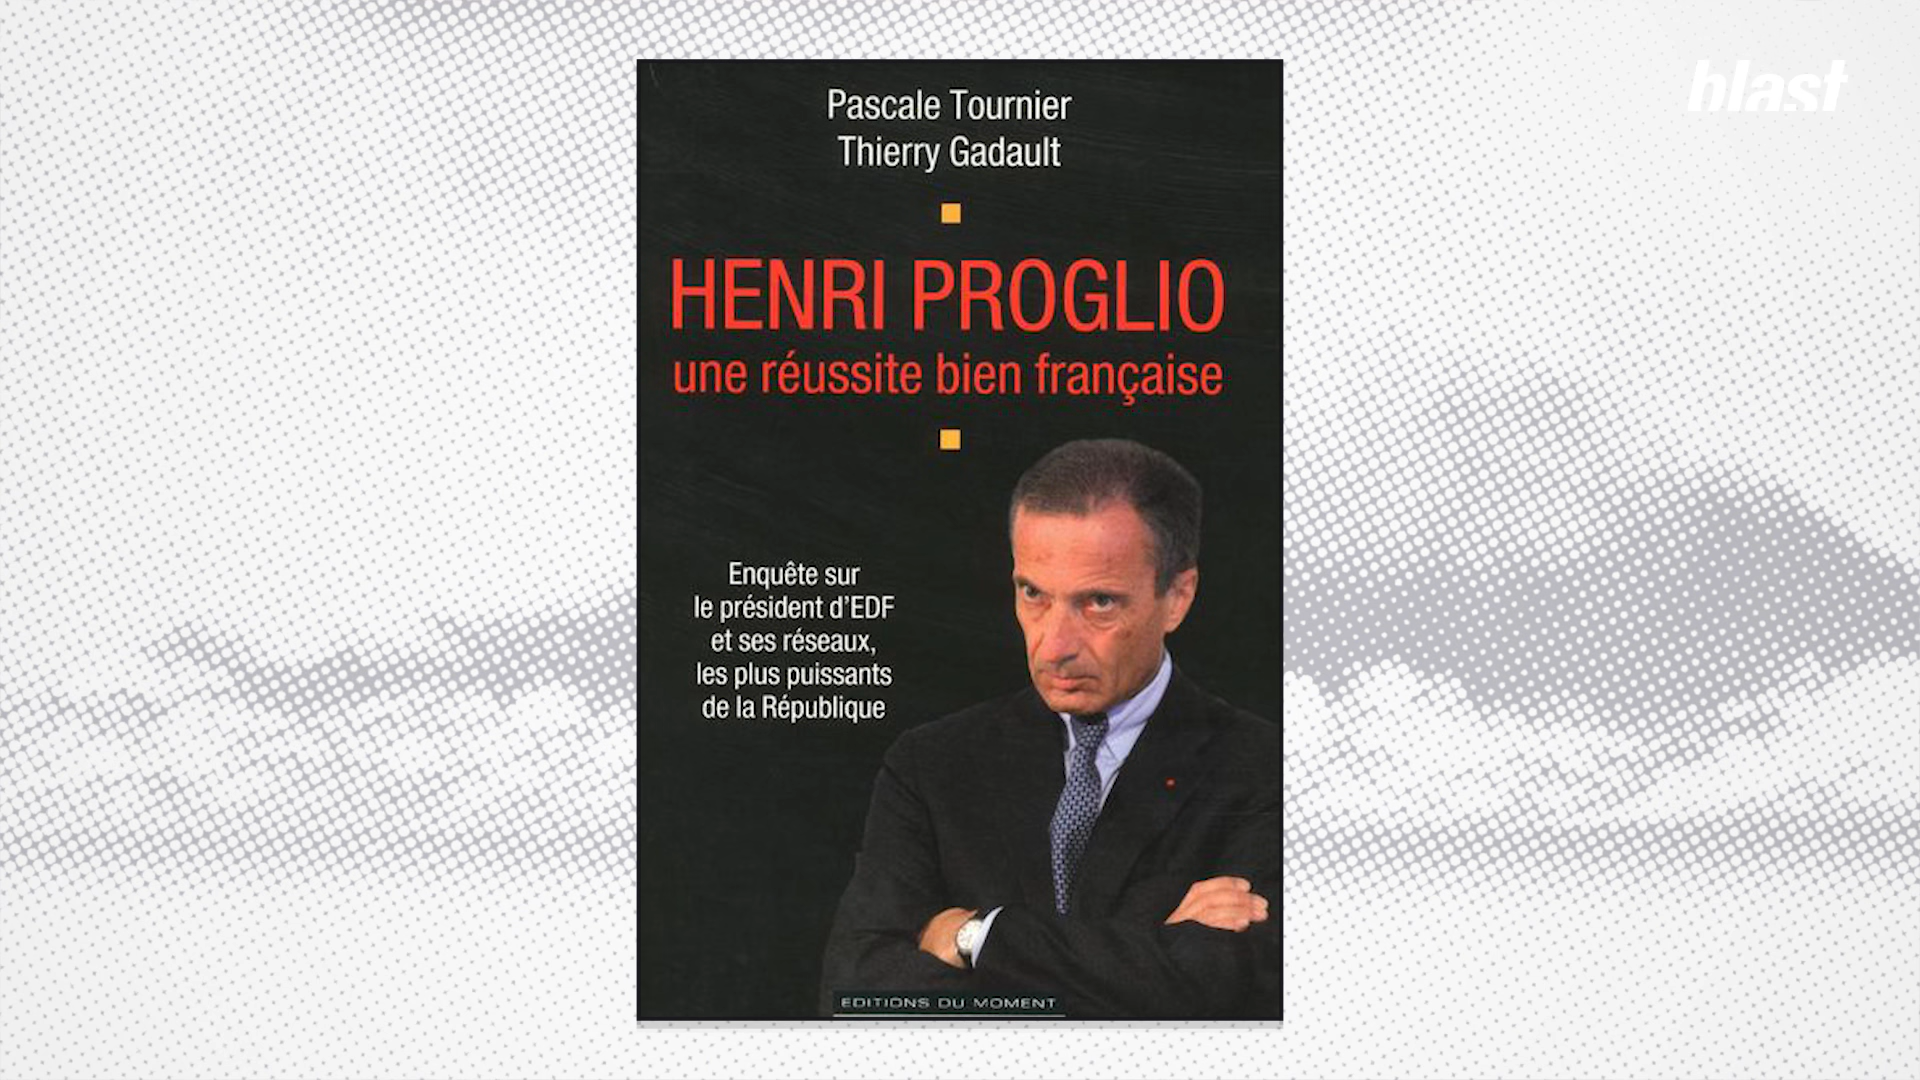 blast
Pascale Tournier
Thierry Gadault
HENRI PROGLIO
une réussite bien française
Enquête sur
le président d’EDF
et ses réseaux,
les plus puissants
de la République
EDITIONS DU MOMENT